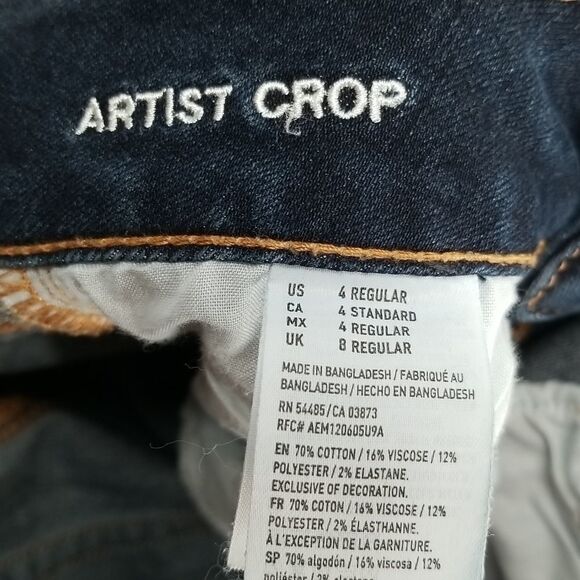 ARTIST CROP
US 4 REGULAR
CA 4 STANDARD
MX 4 REGULAR
UK 8 REGULAR
MADE IN BANGLADESH / FABRIQUÉ AU
BANGLADESH / HECHO EN BANGLADESH
RN 54485 / CA 03873
RFC# AEM120605U9A
EN 70% COTTON / 16% VISCOSE / 12%
POLYESTER / 2% ELASTANE.
EXCLUSIVE OF DECORATION.
FR 70% COTON / 16% VISCOSE / 12%
POLYESTER / 2% ÉLASTHANNE.
À L'EXCEPTION DE LA GARNITURE.
SP 70% algodón / 16% viscosa / 12%
poliéster / 2%